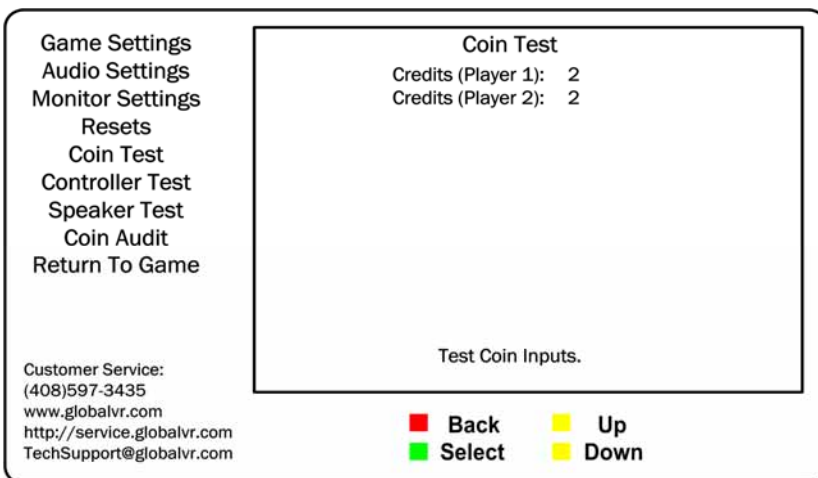 Game Settings
Audio Settings
Monitor Settings
Resets
Coin Test
Controller Test
Speaker Test
Coin Audit
Return To Game
Customer Service:
(408)597-3435
www.globalvr.com
http://service.globalvr.com
TechSupport@globalvr.com
Coin Test
Credits (Player 1): 2
Credits (Player 2): 2
Test Coin Inputs.
Back Up
Select Down